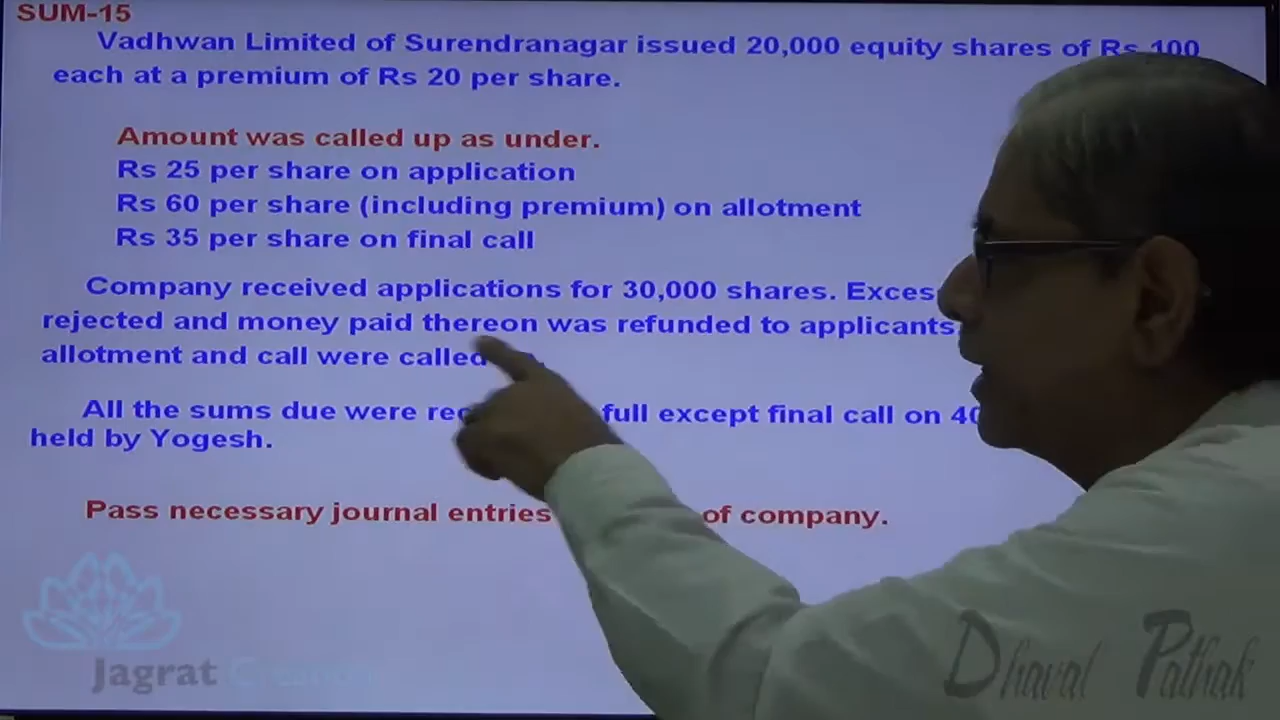 SUM-15
Vadhwan Limited of Surendranagar issued 20,000 equity shares of Rs 100
each at a premium of Rs 20 per share.
Amount was called up as under.
Rs 25 per share on application
Rs 60 per share (including premium) on allotment
Rs 35 per share on final call
Company received applications for 30,000 shares.
rejected and money paid thereon was refunded to applicants
allotment and call were called
All the sums due were full except final call on
held by Yogesh.
Pass necessary journal entries of company.
Jagrat Creation
Dhaval Pathak